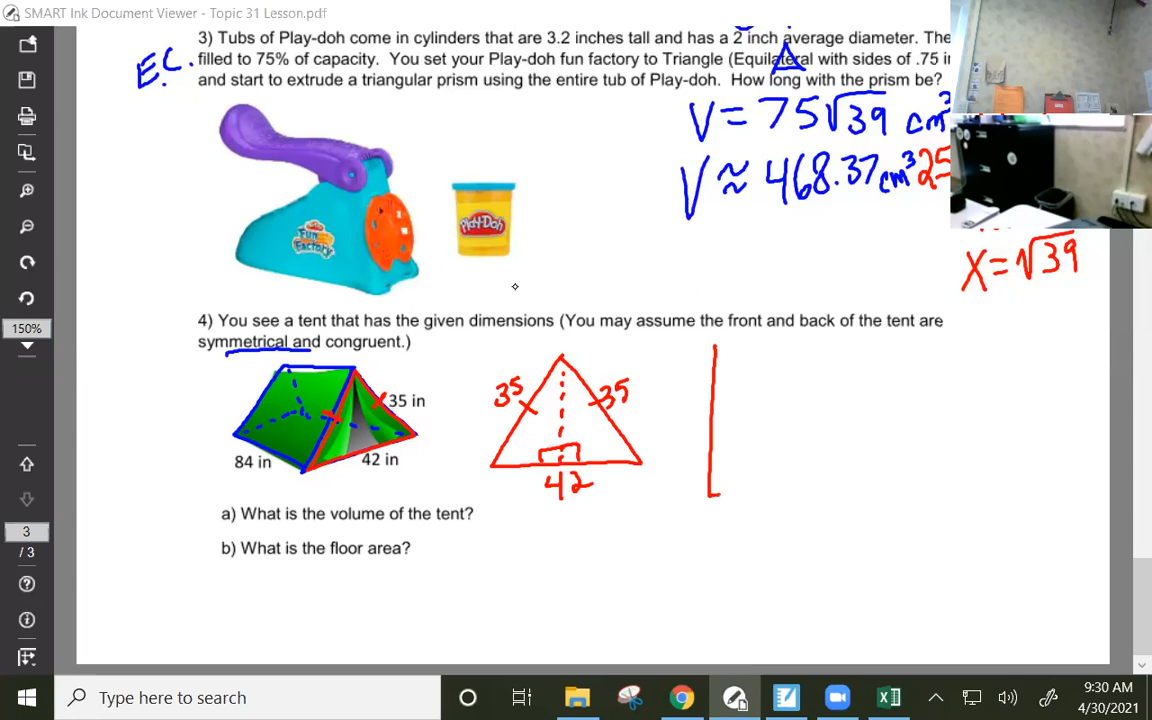 SMART Ink Document Viewer - Topic 31 Lesson.pdf
E.C.
3) Tubs of Play-doh come in cylinders that are 3.2 inches tall and has a 2 inch average diameter. The
filled to 75% of capacity. You set your Play-doh fun factory to Triangle (Equilateral with sides of .75 i
and start to extrude a triangular prism using the entire tub of Play-doh. How long with the prism be?
V = 75√39 cm³
V ≈ 468.37 cm³ 25
x = √39
Fun
Factory
Play-Doh
4) You see a tent that has the given dimensions (You may assume the front and back of the tent are
symmetrical and congruent.)
35 in
84 in
42 in
35
35
42
a) What is the volume of the tent?
b) What is the floor area?
150%
3
/ 3
Type here to search
9:30 AM
4/30/2021